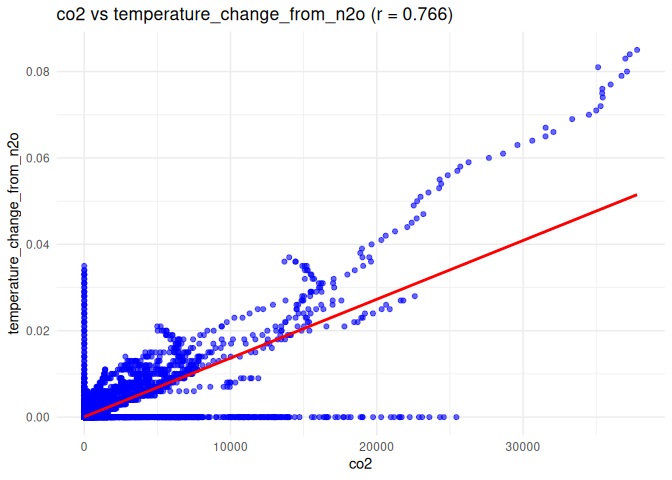 co2 vs temperature_change_from_n2o (r = 0.766)
temperature_change_from_n2o
0.08
0.06
0.04
0.02
0.00
0 10000 20000 30000
co2